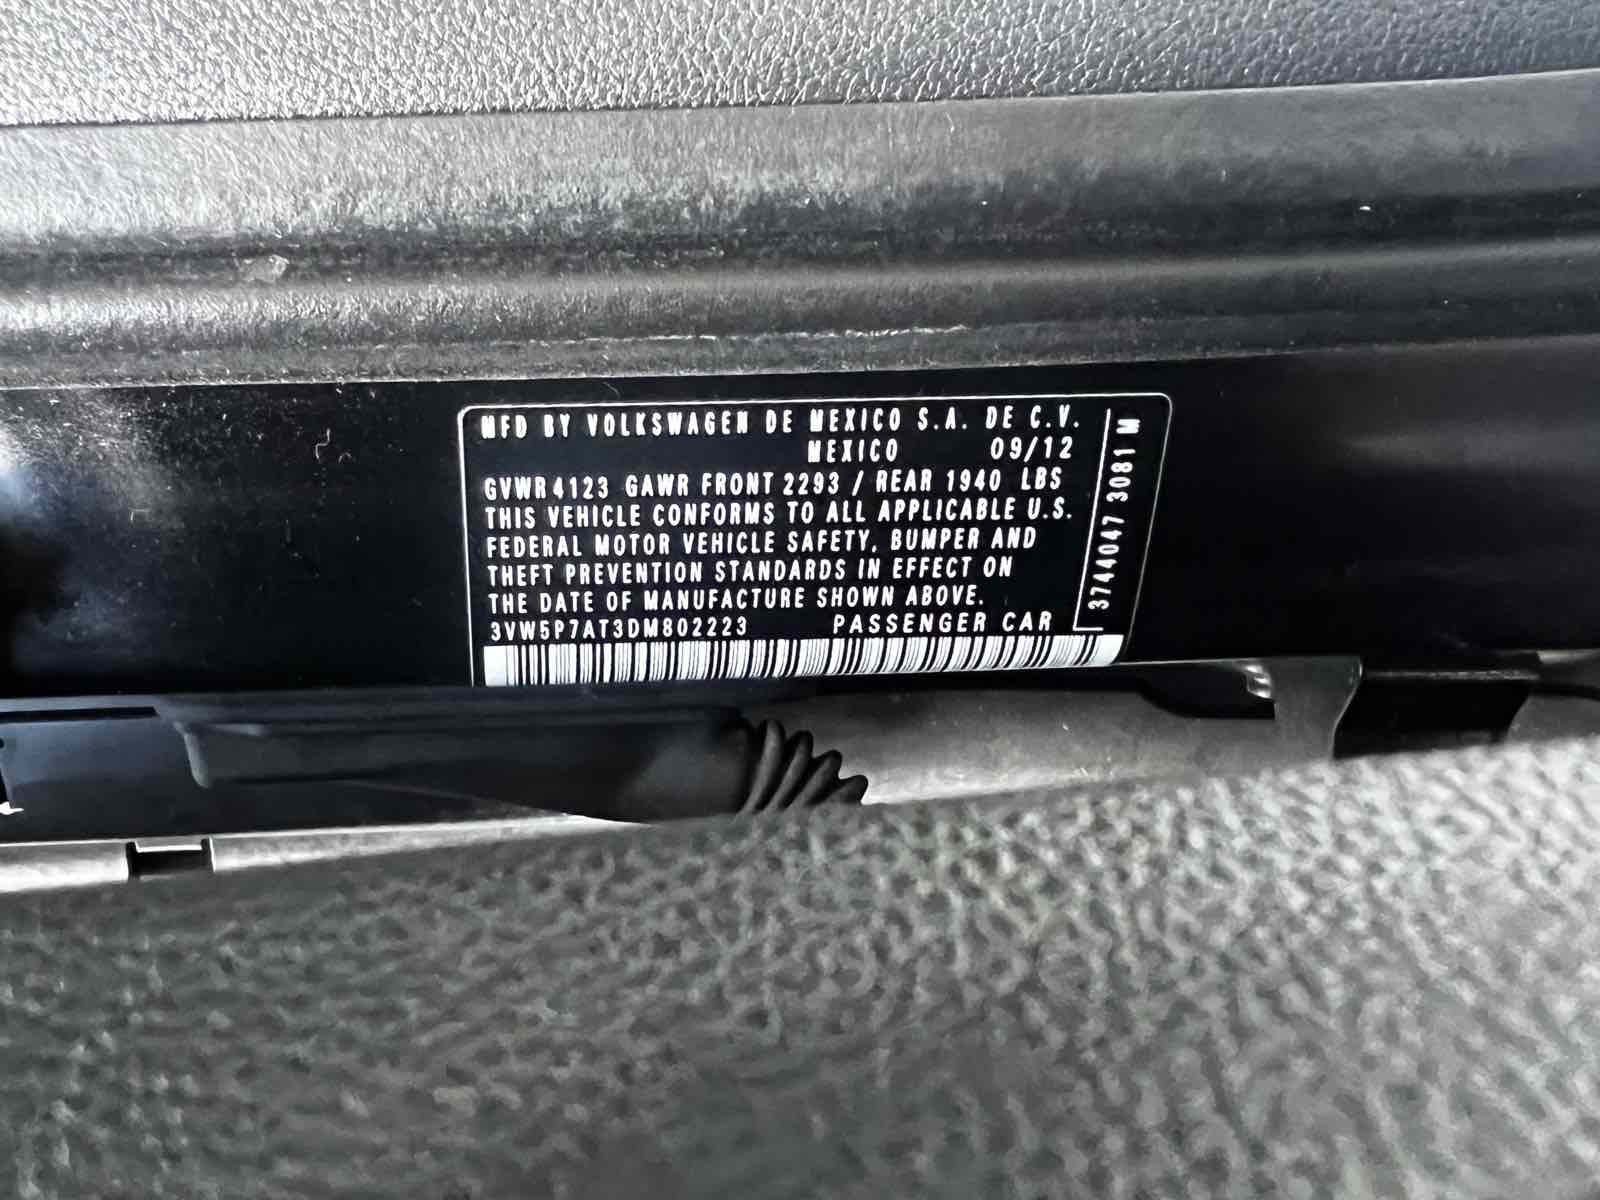 MFD BY VOLKSWAGEN DE MEXICO S.A. DE C.V.
MEXICO 09/12
GVWR 4123 GAWR FRONT 2293 / REAR 1940 LBS
THIS VEHICLE CONFORMS TO ALL APPLICABLE U.S.
FEDERAL MOTOR VEHICLE SAFETY, BUMPER AND
THEFT PREVENTION STANDARDS IN EFFECT ON
THE DATE OF MANUFACTURE SHOWN ABOVE.
3VW5P7AT3DM802223 PASSENGER CAR
3744047 3081 M